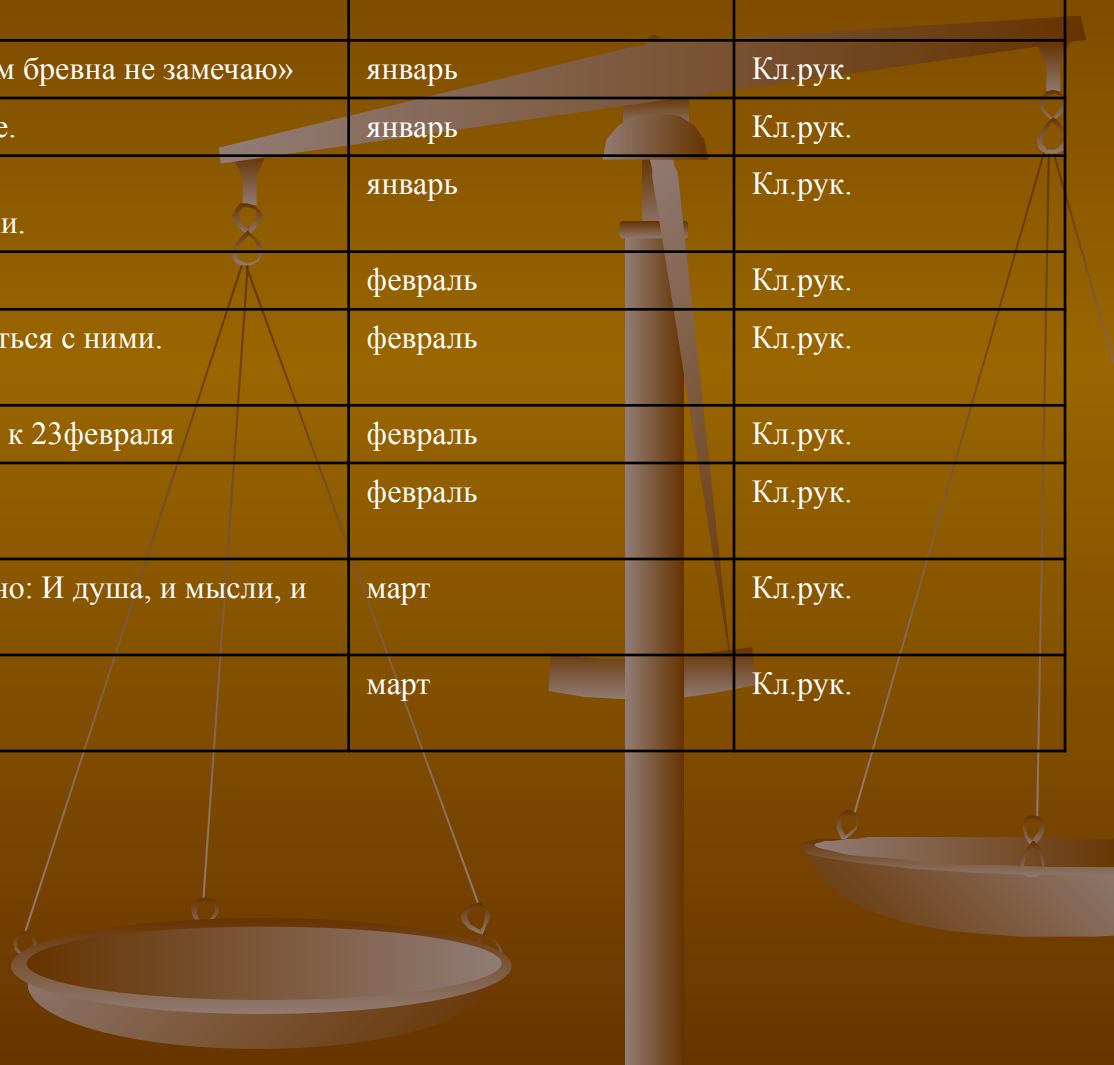 м бревна не замечаю» январь Кл.рук.
е. январь Кл.рук.
январь Кл.рук.
и.
февраль Кл.рук.
ться с ними. февраль Кл.рук.
к 23февраля февраль Кл.рук.
февраль Кл.рук.
но: И душа, и мысли, и март Кл.рук.
март Кл.рук.